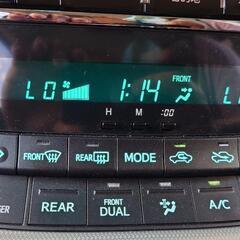 LO 1:14 FRONT
H M :00
FRONT REAR MODE
REAR FRONT DUAL A/C